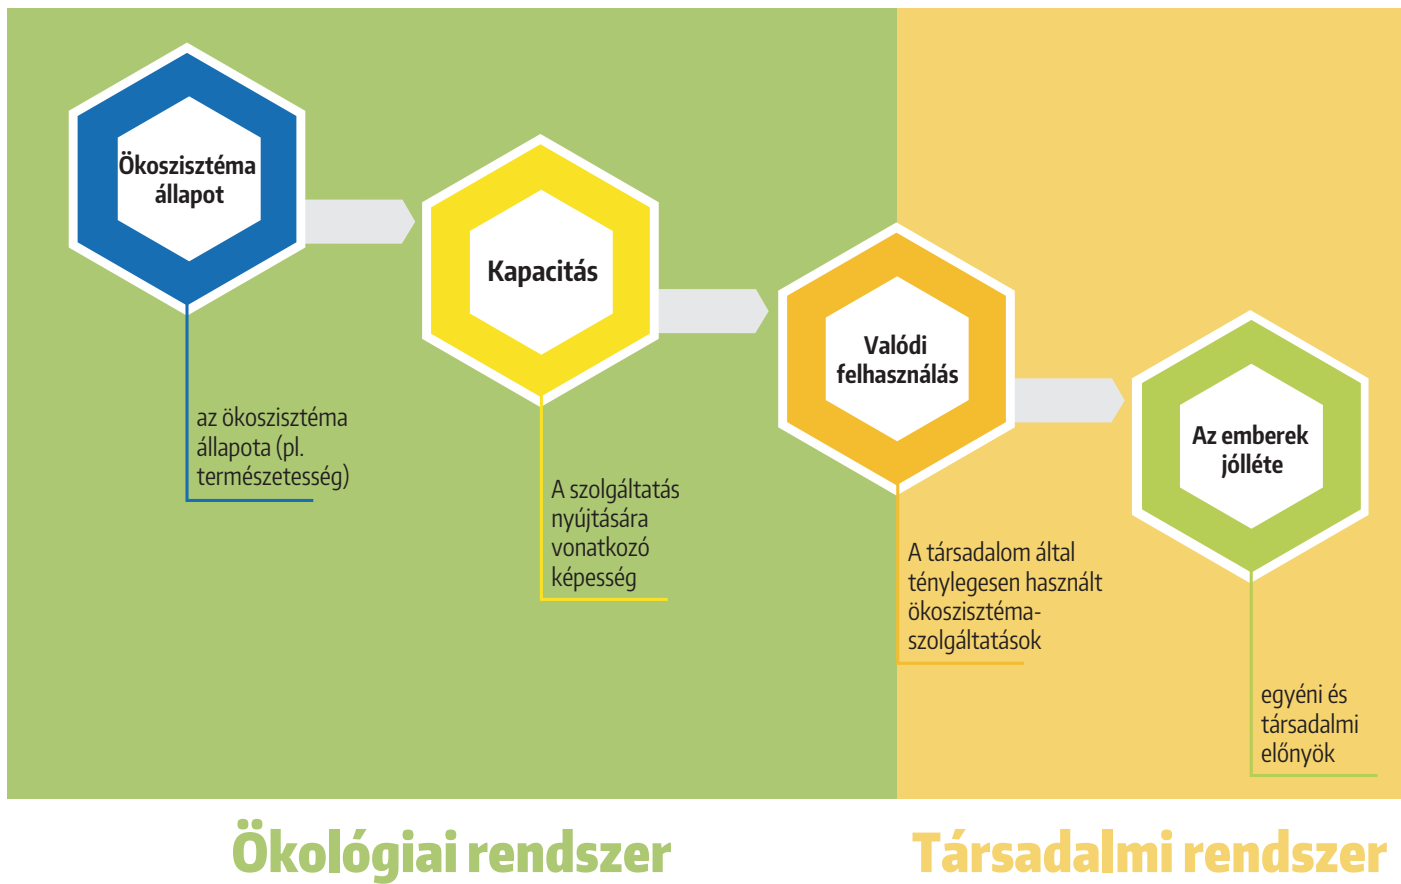 Ökoszisztéma
állapot
az ökoszisztéma
állapota (pl.
természetesség)
Kapacitás
A szolgáltatás
nyújtására
vonatkozó
képesség
Valódi
felhasználás
A társadalom által
ténylegesen használt
ökoszisztéma-
szolgáltatások
Az emberek
jólléte
egyéni és
társadalmi
előnyök
Ökológiai rendszer
Társadalmi rendszer